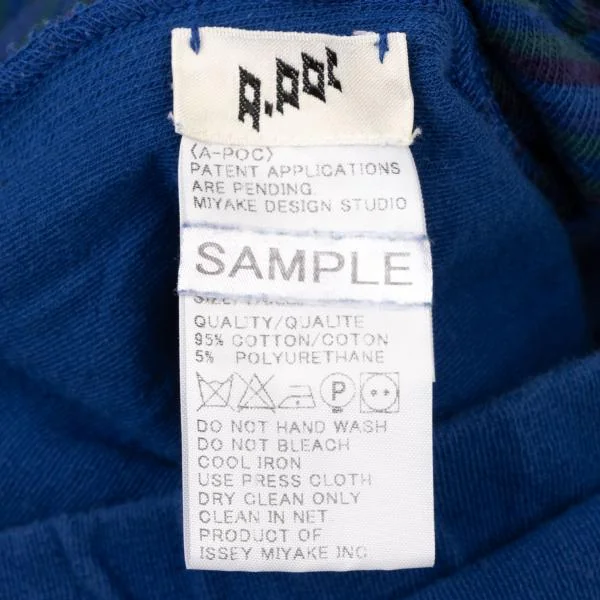 a.poc
〈A-POC〉
PATENT APPLICATIONS
ARE PENDING
MIYAKE DESIGN STUDIO
SAMPLE
QUALITY/QUALITE
95% COTTON/COTON
5% POLYURETHANE
P
DO NOT HAND WASH
DO NOT BLEACH
COOL IRON
USE PRESS CLOTH
DRY CLEAN ONLY
CLEAN IN NET
PRODUCT OF
ISSEY MIYAKE INC.